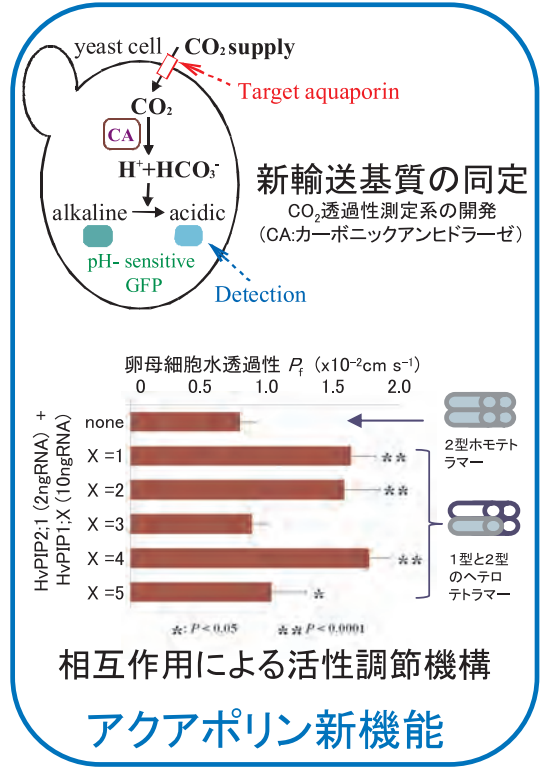 yeast cell CO₂ supply
Target aquaporin
CO₂
CA
H⁺+HCO₃⁻
alkaline acidic
pH- sensitive
GFP
Detection
新輸送基質の同定
CO₂透過性測定系の開発
(CA:カーボニックアンヒドラーゼ)
卵母細胞水透過性 Pf (x10⁻²cm s⁻¹)
0 0.5 1.0 1.5 2.0
HvPIP2;1 (2ngRNA) +
HvPIP1;X (10ngRNA)
none
X =1 **
X =2 **
X =3
X =4 **
X =5 *
2型ホモテト
ラマー
1型と2型
のヘテロ
テトラマー
*: P < 0.05 ** P < 0.0001
相互作用による活性調節機構
アクアポリン新機能